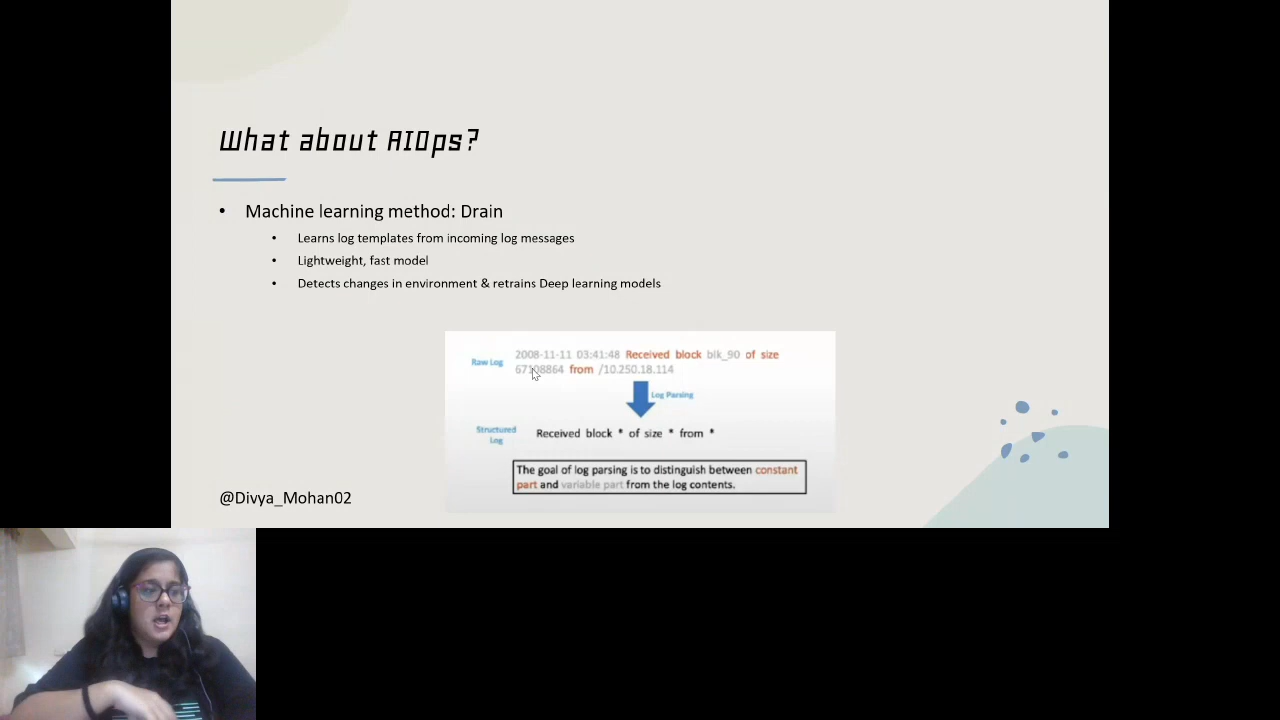 What about AIOps?
• Machine learning method: Drain
• Learns log templates from incoming log messages
• Lightweight, fast model
• Detects changes in environment & retrains Deep learning models
Raw Log
2008-11-11 03:41:48 Received block blk_90 of size
67108864 from /10.250.18.114
Log Parsing
Structured
Log
Received block * of size * from *
The goal of log parsing is to distinguish between constant
part and variable part from the log contents.
@Divya_Mohan02